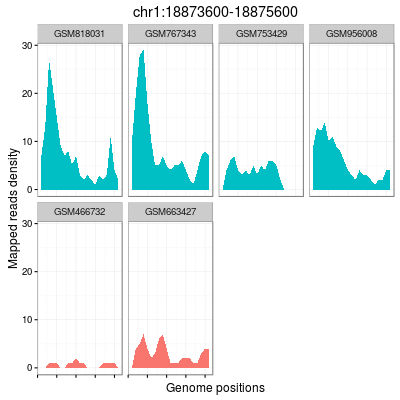 chr1:18873600-18875600
GSM818031 GSM767343 GSM753429 GSM956008
30
20
10
0
GSM466732 GSM663427
30
20
10
0
Mapped reads density
Genome positions